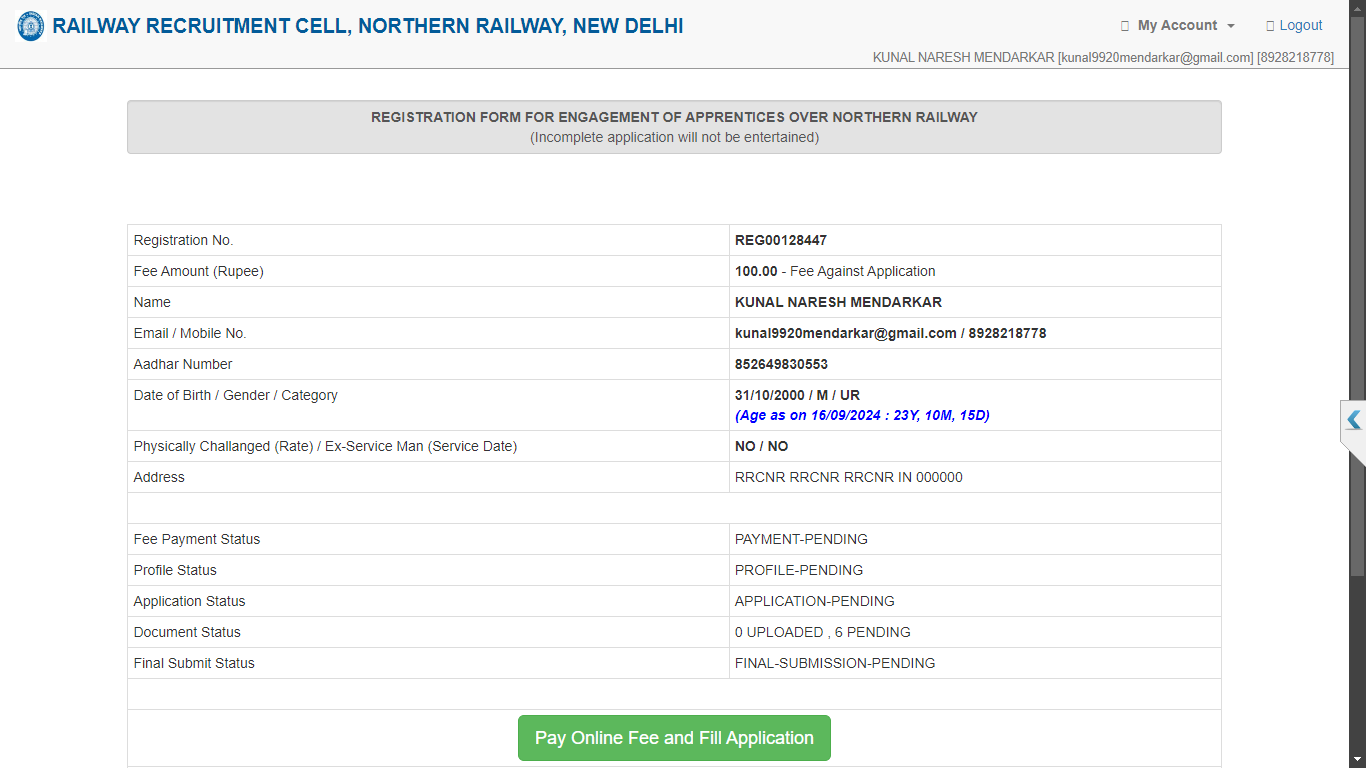 RAILWAY RECRUITMENT CELL, NORTHERN RAILWAY, NEW DELHI
My Account
Logout
KUNAL NARESH MENDARKAR [kunal9920mendarkar@gmail.com] [8928218778]
REGISTRATION FORM FOR ENGAGEMENT OF APPRENTICES OVER NORTHERN RAILWAY
(Incomplete application will not be entertained)
Registration No. REG00128447
Fee Amount (Rupee) 100.00 - Fee Against Application
Name KUNAL NARESH MENDARKAR
Email / Mobile No. kunal9920mendarkar@gmail.com / 8928218778
Aadhar Number 852649830553
Date of Birth / Gender / Category 31/10/2000 / M / UR
(Age as on 16/09/2024 : 23Y, 10M, 15D)
Physically Challanged (Rate) / Ex-Service Man (Service Date) NO / NO
Address RRCNR RRCNR RRCNR IN 000000
Fee Payment Status PAYMENT-PENDING
Profile Status PROFILE-PENDING
Application Status APPLICATION-PENDING
Document Status 0 UPLOADED , 6 PENDING
Final Submit Status FINAL-SUBMISSION-PENDING
Pay Online Fee and Fill Application